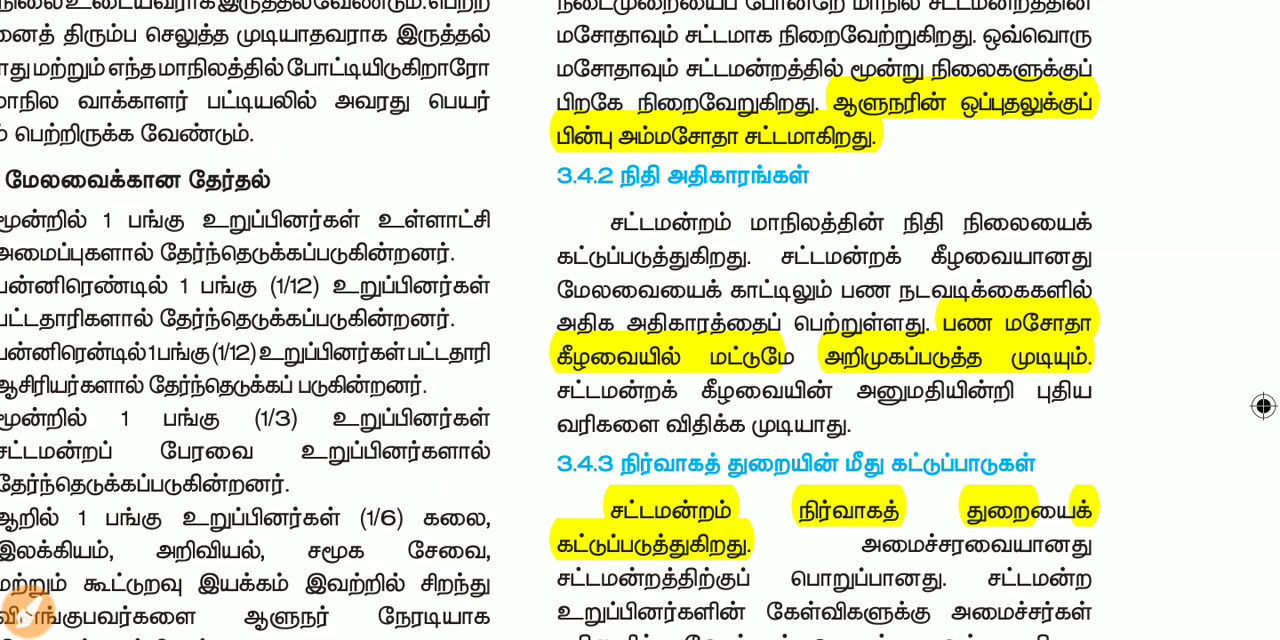 செலுத்த முடியாதவராக இருத்தல்
மற்றும் எந்த மாநிலத்தில் போட்டியிடுகிறாரோ
வாக்காளர் பட்டியலில் அவரது பெயர்
பெற்றிருக்க வேண்டும்.
மேலவைக்கான தேர்தல்
மூன்றில் 1 பங்கு உறுப்பினர்கள் உள்ளாட்சி
அமைப்புகளால் தேர்ந்தெடுக்கப்படுகின்றனர்.
பன்னிரெண்டில் 1 பங்கு (1/12) உறுப்பினர்கள்
பட்டதாரிகளால் தேர்ந்தெடுக்கப்படுகின்றனர்.
பன்னிரென்டில் 1 பங்கு (1/12) உறுப்பினர்கள் பட்டதாரி
ஆசிரியர்களால் தேர்ந்தெடுக்கப் படுகின்றனர்.
மூன்றில் 1 பங்கு (1/3) உறுப்பினர்கள்
சட்டமன்றப் பேரவை உறுப்பினர்களால்
தேர்ந்தெடுக்கப்படுகின்றனர்.
ஆறில் 1 பங்கு உறுப்பினர்கள் (1/6) கலை,
இலக்கியம், அறிவியல், சமூக சேவை,
மற்றும் கூட்டுறவு இயக்கம் இவற்றில் சிறந்து
ஆளுநர் நேரடியாக
மசோதாவும் சட்டமாக நிறைவேற்றுகிறது. ஒவ்வொரு
மசோதாவும் சட்டமன்றத்தில் மூன்று நிலைகளுக்குப்
பிறகே நிறைவேறுகிறது. ஆளுநரின் ஒப்புதலுக்குப்
பின்பு அம்மசோதா சட்டமாகிறது.
3.4.2 நிதி அதிகாரங்கள்
சட்டமன்றம் மாநிலத்தின் நிதி நிலையைக்
கட்டுப்படுத்துகிறது. சட்டமன்றக் கீழவையானது
மேலவையைக் காட்டிலும் பண நடவடிக்கைகளில்
அதிக அதிகாரத்தைப் பெற்றுள்ளது. பண மசோதா
கீழவையில் மட்டுமே அறிமுகப்படுத்த முடியும்.
சட்டமன்றக் கீழவையின் அனுமதியின்றி புதிய
வரிகளை விதிக்க முடியாது.
3.4.3 நிர்வாகத் துறையின் மீது கட்டுப்பாடுகள்
சட்டமன்றம் நிர்வாகத் துறையைக்
கட்டுப்படுத்துகிறது. அமைச்சரவையானது
சட்டமன்றத்திற்குப் பொறுப்பானது. சட்டமன்ற
உறுப்பினர்களின் கேள்விகளுக்கு அமைச்சர்கள்